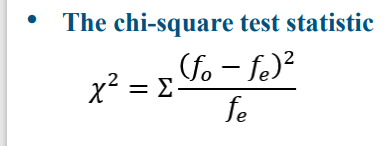 • The chi-square test statistic
χ² = Σ (fₒ − fₑ)² / fₑ